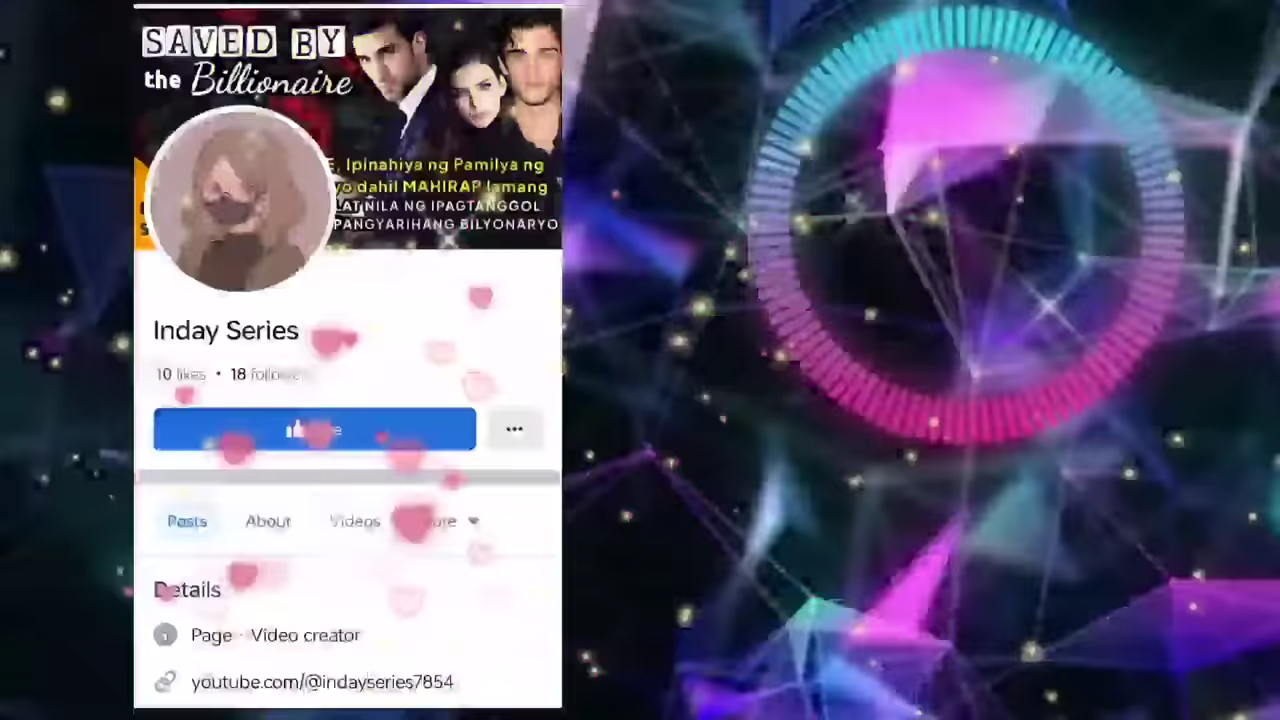 SAVED BY
the Billionaire
E, Ipinahiya ng Pamilya ng
yo dahil MAHIRAP lamang
NILA NG IPAGTANGGOL
PANGYARIHANG BILYONARYO
Inday Series
10 likes • 18
Posts About Videos
Details
Page · Video creator
youtube.com/@indayseries7854